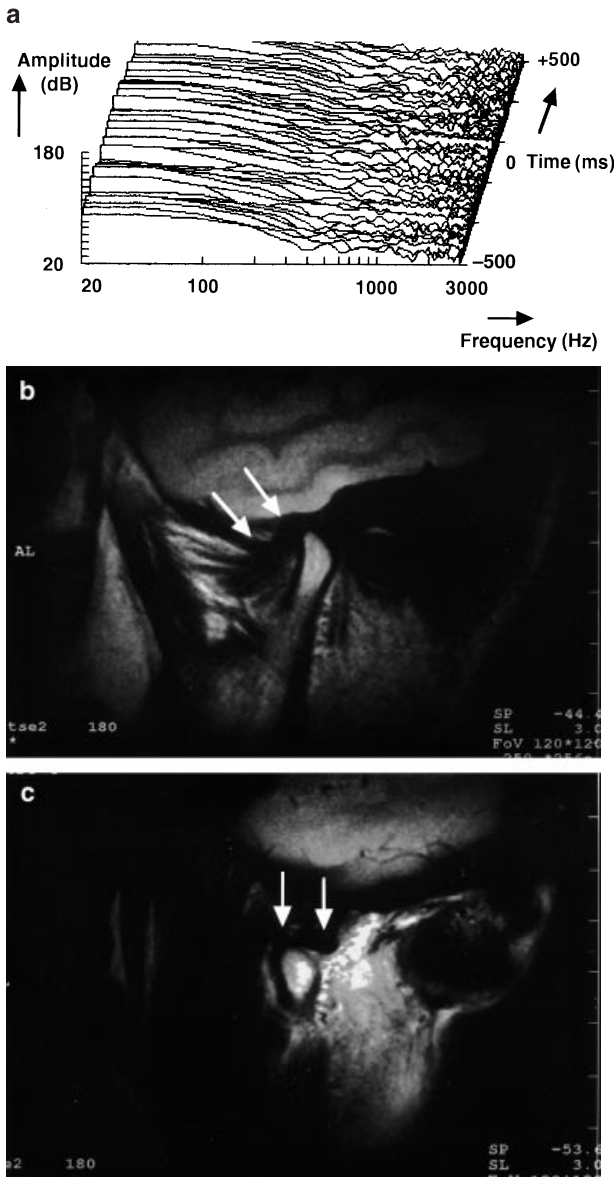 a
Amplitude
(dB)
+500
180
0 Time (ms)
20
-500
20 100 1000 3000
Frequency (Hz)
b
AL
SP -44.4
tse2 180
SL 3.0
*
FoV 120*120
c
SP -53.6
e2 180
SL 3.0